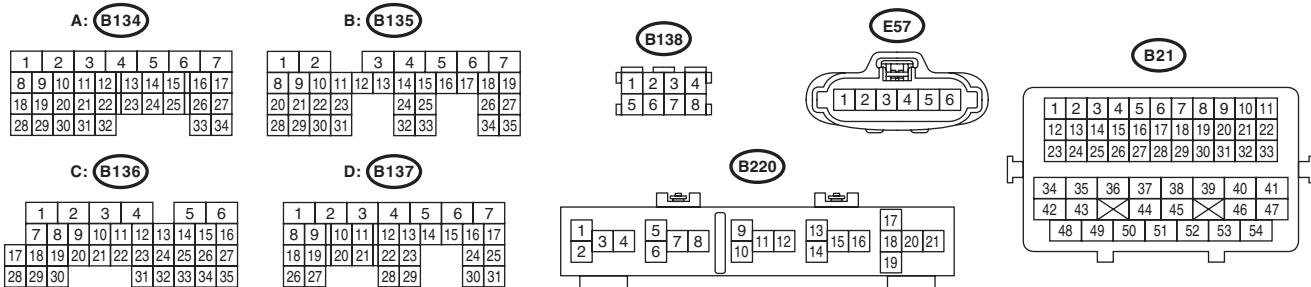 A: B134
1 2 3 4 5 6 7
8 9 10 11 12 13 14 15 16 17
18 19 20 21 22 23 24 25 26 27
28 29 30 31 32 33 34
B: B135
1 2 3 4 5 6 7
8 9 10 11 12 13 14 15 16 17 18 19
20 21 22 23 24 25 26 27
28 29 30 31 32 33 34 35
B138
1 2 3 4
5 6 7 8
E57
1 2 3 4 5 6
B21
1 2 3 4 5 6 7 8 9 10 11
12 13 14 15 16 17 18 19 20 21 22
23 24 25 26 27 28 29 30 31 32 33
34 35 36 37 38 39 40 41
42 43 44 45 46 47
48 49 50 51 52 53 54
C: B136
1 2 3 4 5 6
7 8 9 10 11 12 13 14 15 16
17 18 19 20 21 22 23 24 25 26 27
28 29 30 31 32 33 34 35
D: B137
1 2 3 4 5 6 7
8 9 10 11 12 13 14 15 16 17
18 19 20 21 22 23 24 25
26 27 28 29 30 31
B220
1 5 9 13 17
3 4 7 8 11 12 15 16 18 20 21
2 6 10 14 19